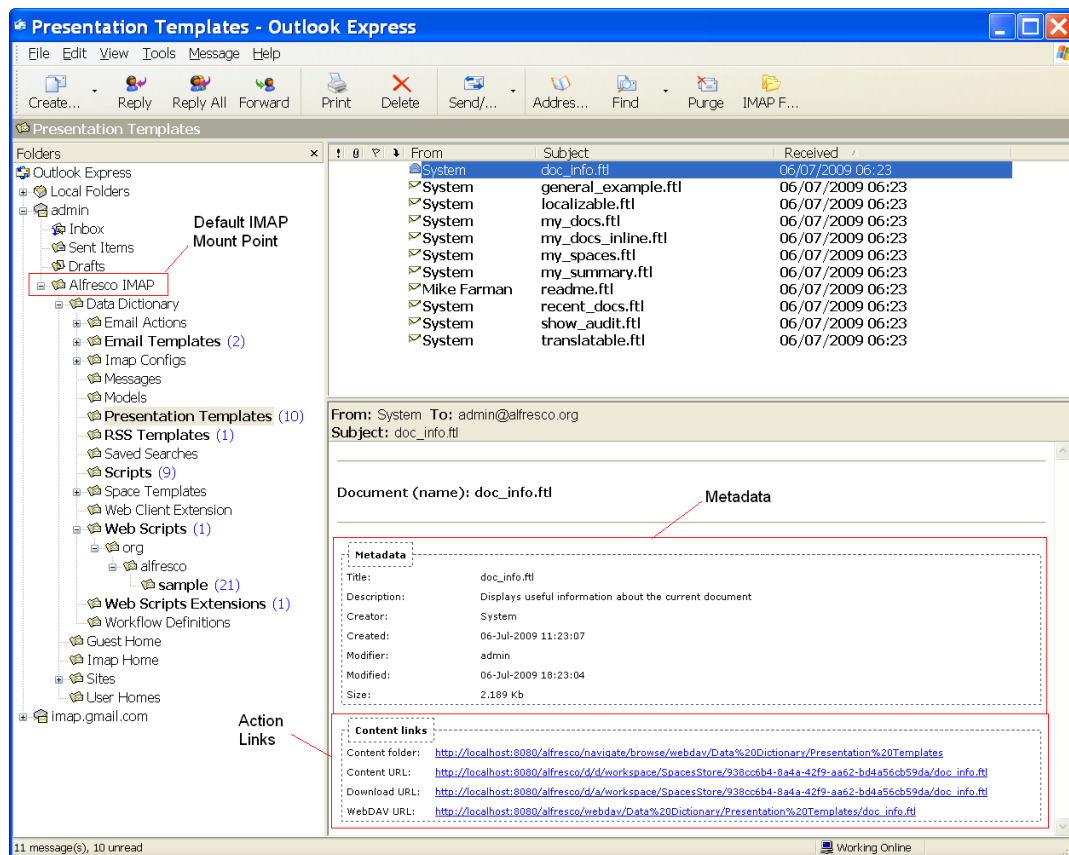 Presentation Templates - Outlook Express
File Edit View Tools Message Help
Create... Reply Reply All Forward Print Delete Send/... Addres... Find Purge IMAP F...
Presentation Templates
Folders x
Outlook Express
Local Folders
admin
Inbox
Sent Items
Drafts
Alfresco IMAP
Data Dictionary
Email Actions
Email Templates (2)
Imap Configs
Messages
Models
Presentation Templates (10)
RSS Templates (1)
Saved Searches
Scripts (9)
Space Templates
Web Client Extension
Web Scripts (1)
org
alfresco
sample (21)
Web Scripts Extensions (1)
Workflow Definitions
Guest Home
Imap Home
Sites
User Homes
imap.gmail.com
Default IMAP
Mount Point
From Subject Received
System doc_info.ftl 06/07/2009 06:23
System general_example.ftl 06/07/2009 06:23
System localizable.ftl 06/07/2009 06:23
System my_docs.ftl 06/07/2009 06:23
System my_docs_inline.ftl 06/07/2009 06:23
System my_spaces.ftl 06/07/2009 06:23
System my_summary.ftl 06/07/2009 06:23
Mike Farman readme.ftl 06/07/2009 06:23
System recent_docs.ftl 06/07/2009 06:23
System show_audit.ftl 06/07/2009 06:23
System translatable.ftl 06/07/2009 06:23
From: System To: admin@alfresco.org
Subject: doc_info.ftl
Document (name): doc_info.ftl
Metadata
Metadata
Title: doc_info.ftl
Description: Displays useful information about the current document
Creator: System
Created: 06-Jul-2009 11:23:07
Modifier: admin
Modified: 06-Jul-2009 18:23:04
Size: 2.189 Kb
Action
Links
Content links
Content folder: http://localhost:8080/alfresco/navigate/browse/webdav/Data%20Dictionary/Presentation%20Templates
Content URL: http://localhost:8080/alfresco/d/d/workspace/SpacesStore/938cc6b4-8a4a-42f9-aa62-bd4a56cb59da/doc_info.ftl
Download URL: http://localhost:8080/alfresco/d/a/workspace/SpacesStore/938cc6b4-8a4a-42f9-aa62-bd4a56cb59da/doc_info.ftl
WebDAV URL: http://localhost:8080/alfresco/webdav/Data%20Dictionary/Presentation%20Templates/doc_info.ftl
11 message(s), 10 unread
Working Online